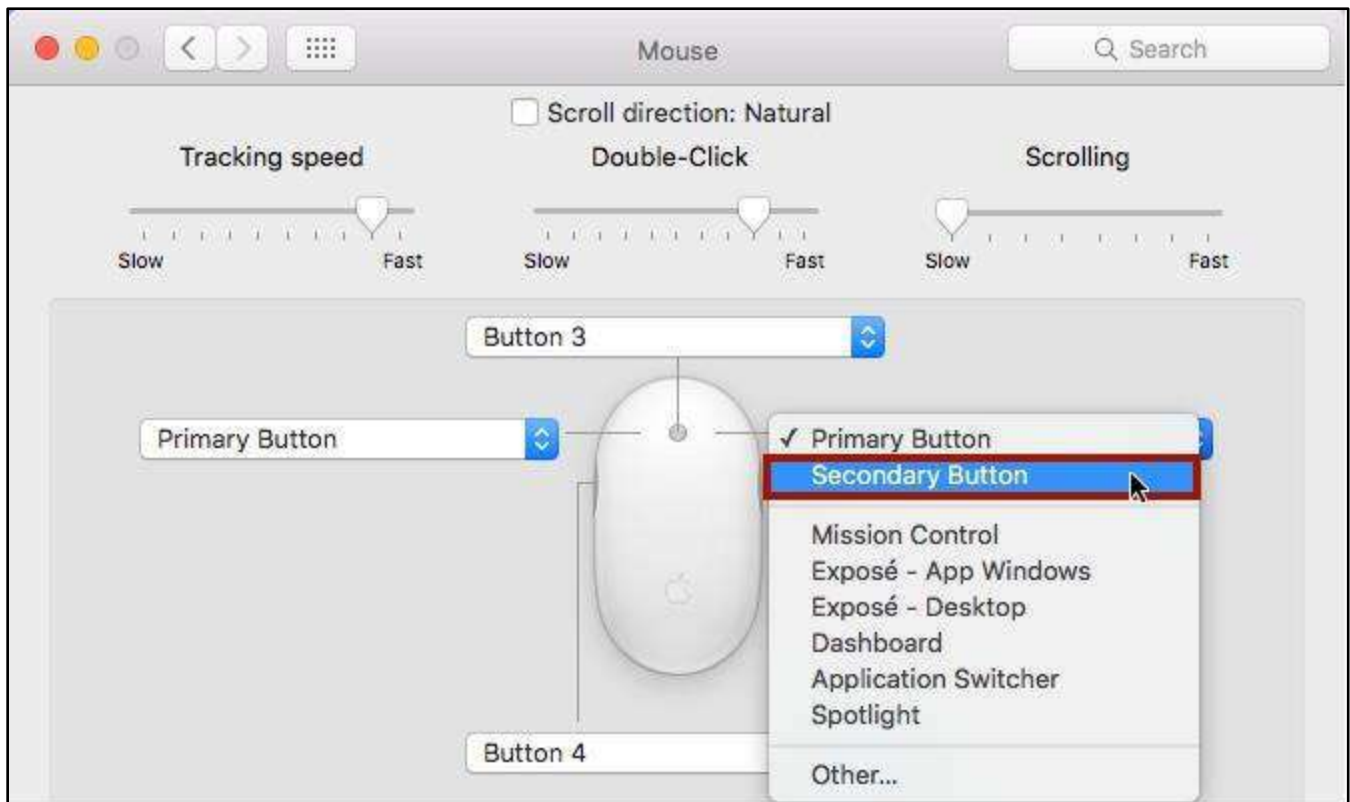 Mouse
Search
Scroll direction: Natural
Tracking speed
Double-Click
Scrolling
Slow
Fast
Slow
Fast
Slow
Fast
Button 3
Primary Button
✓ Primary Button
Secondary Button
Mission Control
Exposé - App Windows
Exposé - Desktop
Dashboard
Application Switcher
Spotlight
Button 4
Other...